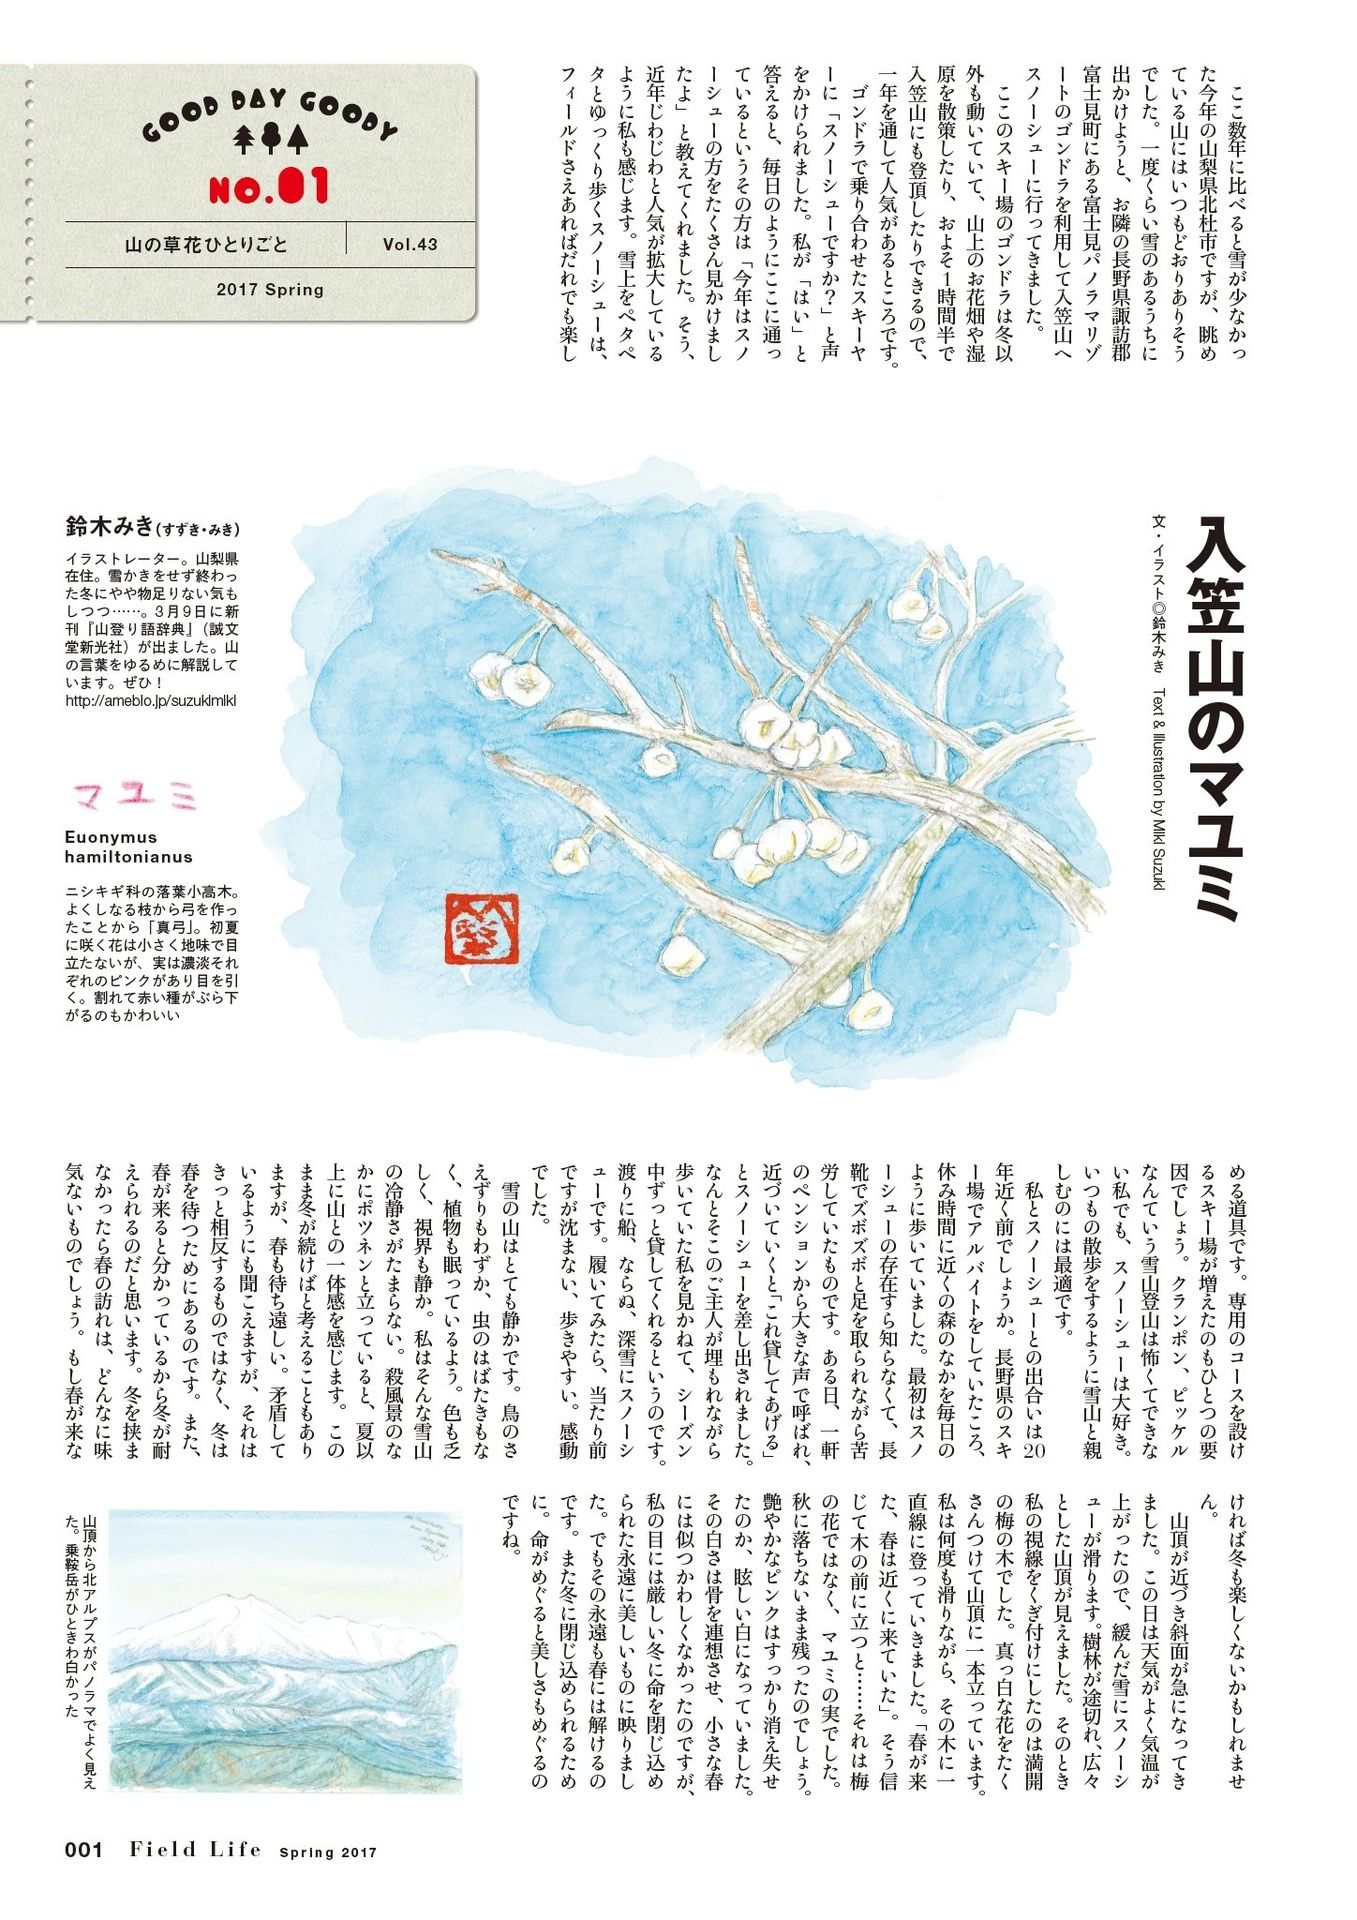 GOOD DAY GOODY
NO.01
山の草花ひとりごと
Vol.43
2017 Spring
ここ数年に比べると雪が少なかっ
た今年の山梨県北杜市ですが、眺め
ている山にはいつもどおりありそう
でした。一度くらい雪のあるうちに
出かけようと、お隣の長野県諏訪郡
富士見町にある富士見パノラマリゾ
ートのゴンドラを利用して入笠山へ
スノーシューに行ってきました。
ここのスキー場のゴンドラは冬以
外も動いていて、山上のお花畑や湿
原を散策したり、およそ1時間半で
入笠山にも登頂したりできるので、
一年を通して人気があるところです。
ゴンドラで乗り合わせたスキーヤ
ーに「スノーシューですか？」と声
をかけられました。私が「はい」と
答えると、毎日のようにここに通っ
ているというその方は「今年はスノ
ーシューの方をたくさん見かけまし
たよ」と教えてくれました。そう、
近年じわじわと人気が拡大している
ように私も感じます。雪上をペタペ
タとゆっくり歩くスノーシューは、
フィールドさえあればだれでも楽し
入笠山のマユミ
文・イラスト◎鈴木みき　Text & Illustration by Miki Suzuki
鈴木みき(すずき・みき)
イラストレーター。山梨県
在住。雪かきをせず終わっ
た冬にやや物足りない気も
しつつ……。3月9日に新
刊『山登り語辞典』（誠文
堂新光社）が出ました。山
の言葉をゆるめに解説して
います。ぜひ！
http://ameblo.jp/suzukimiki
マユミ
Euonymus
hamiltonianus
ニシキギ科の落葉小高木。
よくしなる枝から弓を作っ
たことから「真弓」。初夏
に咲く花は小さく地味で目
立たないが、実は濃淡それ
ぞれのピンクがあり目を引
く。割れて赤い種がぶら下
がるのもかわいい
める道具です。専用のコースを設け
るスキー場が増えたのもひとつの要
因でしょう。クランポン、ピッケル
なんていう雪山登山は怖くてできな
い私でも、スノーシューは大好き。
いつもの散歩をするように雪山と親
しむのには最適です。
私とスノーシューとの出合いは20
年近く前でしょうか。長野県のスキ
ー場でアルバイトをしていたころ、
休み時間に近くの森のなかを毎日の
ように歩いていました。最初はスノ
ーシューの存在すら知らなくて、長
靴でズボズボと足を取られながら苦
労していたものです。ある日、一軒
のペンションから大きな声で呼ばれ、
近づいていくと「これ貸してあげる」
とスノーシューを差し出されました。
なんとそこのご主人が埋もれながら
歩いていた私を見かねて、シーズン
中ずっと貸してくれるというのです。
渡りに船、ならぬ、深雪にスノーシ
ューです。履いてみたら、当たり前
ですが沈まない、歩きやすい。感動
でした。
雪の山はとても静かです。鳥のさ
えずりもわずか、虫のはばたきもな
く、植物も眠っているよう。色も乏
しく、視界も静か。私はそんな雪山
の冷静さがたまらない。殺風景のな
かにポツネンと立っていると、夏以
上に山との一体感を感じます。この
まま冬が続けばと考えることもあり
ますが、春も待ち遠しい。矛盾して
いるようにも聞こえますが、それは
きっと相反するものではなく、冬は
春を待つためにあるのです。また、
春が来ると分かっているから冬が耐
えられるのだと思います。冬を挟ま
なかったら春の訪れは、どんなに味
気ないものでしょう。もし春が来な
ければ冬も楽しくないかもしれませ
ん。
山頂が近づき斜面が急になってき
ました。この日は天気がよく気温が
上がったので、緩んだ雪にスノーシ
ューが滑ります。樹林が途切れ、広々
とした山頂が見えました。そのとき
私の視線をくぎ付けにしたのは満開
の梅の木でした。真っ白な花をたく
さんつけて山頂に一本立っています。
私は何度も滑りながら、その木に一
直線に登っていきました。「春が来
た、春は近くに来ていた」。そう信
じて木の前に立つと……それは梅
の花ではなく、マユミの実でした。
秋に落ちないまま残ったのでしょう。
艶やかなピンクはすっかり消え失せ
たのか、眩しい白になっていました。
その白さは骨を連想させ、小さな春
には似つかわしくなかったのですが、
私の目には厳しい冬に命を閉じ込め
られた永遠に美しいものに映りまし
た。でもその永遠も春には解けるの
です。また冬に閉じ込められるため
に。命がめぐると美しさもめぐるの
ですね。
山頂から北アルプスがパノラマでよく見え
た。乗鞍岳がひときわ白かった
001 Field Life Spring 2017